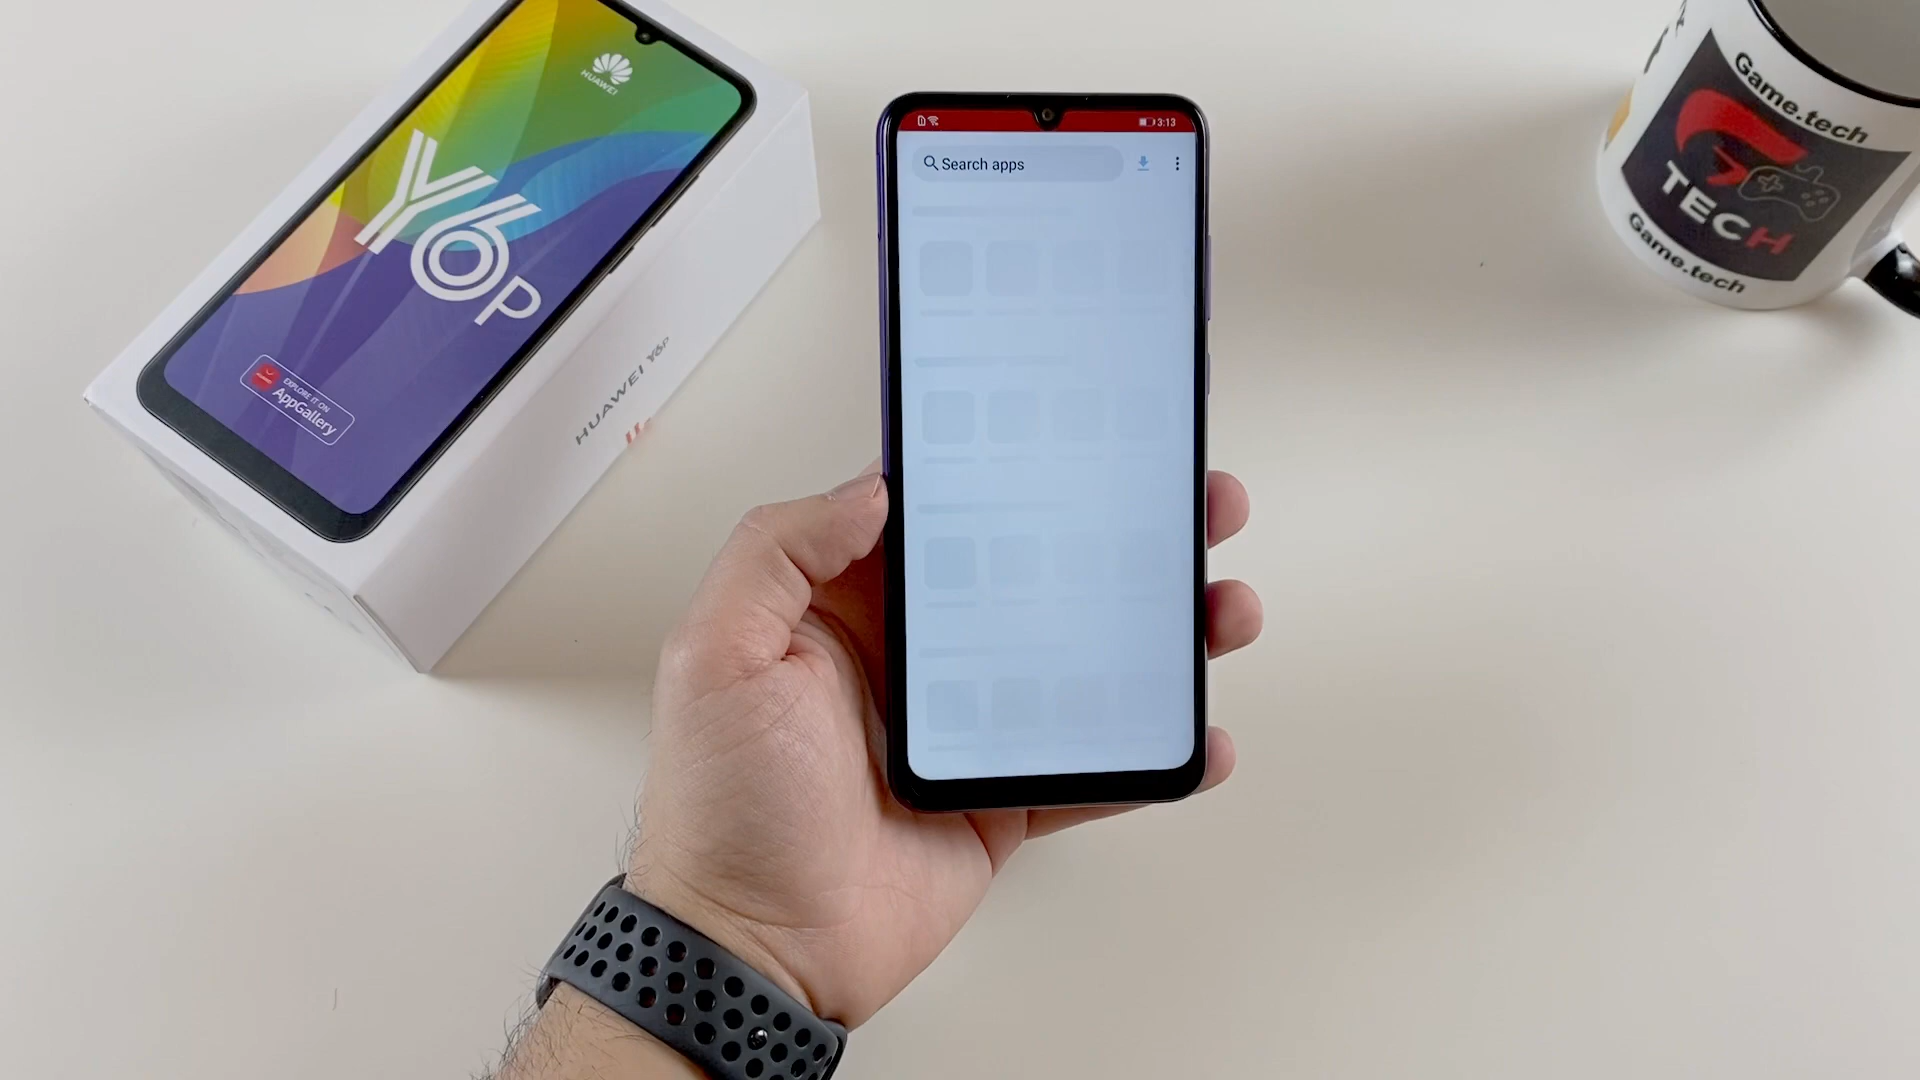 HUAWEI
Y6P
EXPLORE IT ON
AppGallery
HUAWEI Y6P
3:13
Search apps
Game.tech
TECH
Game.tech